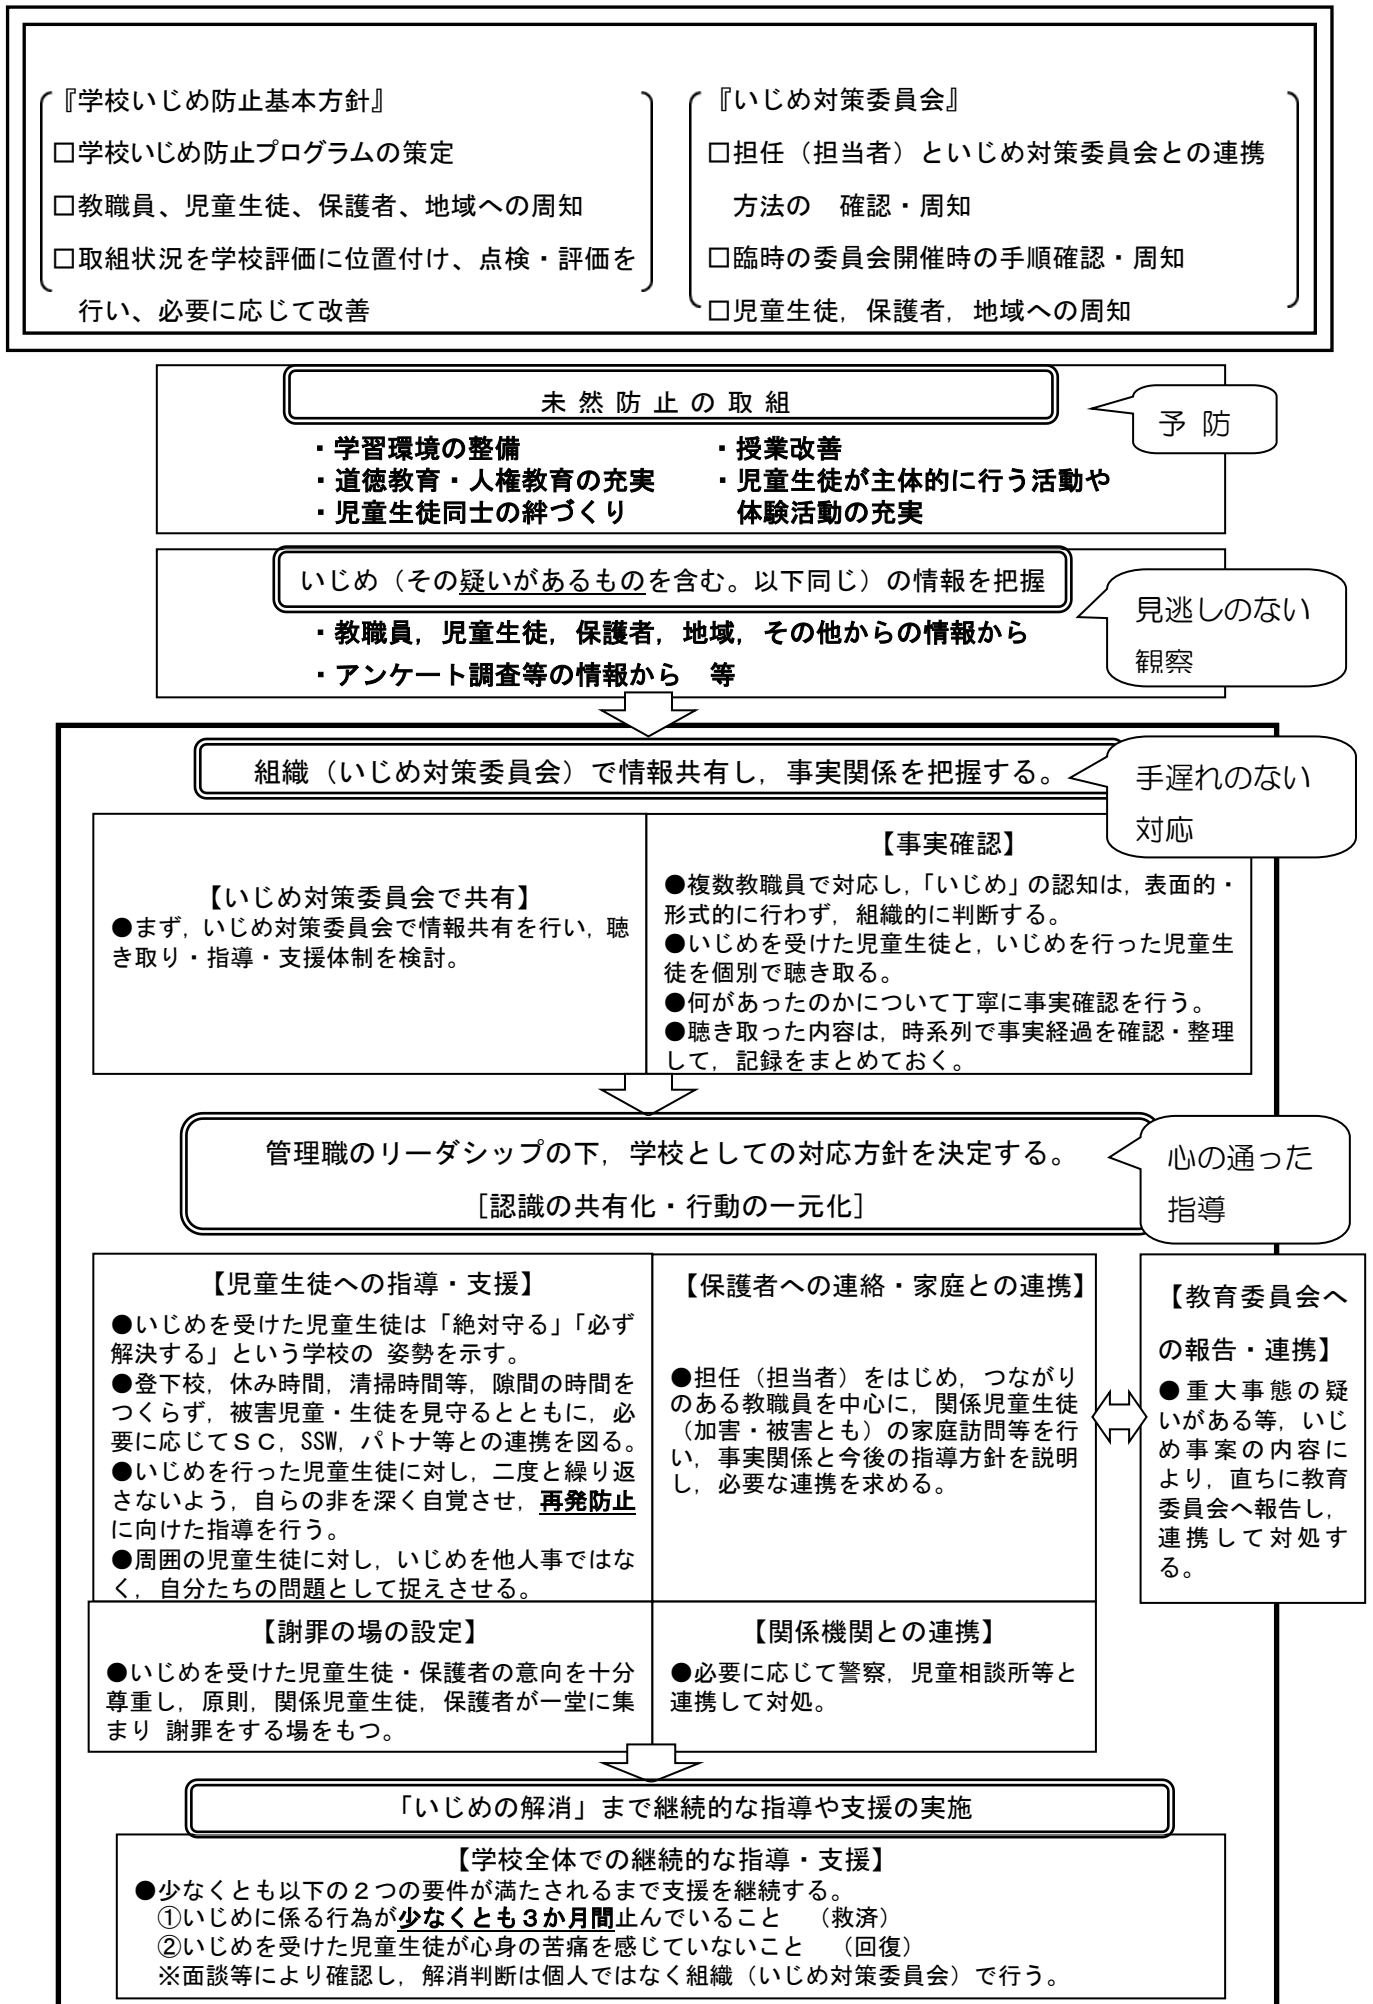 『学校いじめ防止基本方針』
□学校いじめ防止プログラムの策定
□教職員、児童生徒、保護者、地域への周知
□取組状況を学校評価に位置付け、点検・評価を
行い、必要に応じて改善
『いじめ対策委員会』
□担任（担当者）といじめ対策委員会との連携
方法の　確認・周知
□臨時の委員会開催時の手順確認・周知
□児童生徒，保護者，地域への周知
未然防止の取組
予 防
・学習環境の整備
・道徳教育・人権教育の充実
・児童生徒同士の絆づくり
・授業改善
・児童生徒が主体的に行う活動や
体験活動の充実
いじめ（その疑いがあるものを含む。以下同じ）の情報を把握
見逃しのない
観察
・教職員，児童生徒，保護者，地域，その他からの情報から
・アンケート調査等の情報から　等
組織（いじめ対策委員会）で情報共有し，事実関係を把握する。
手遅れのない
対応
【いじめ対策委員会で共有】
●まず，いじめ対策委員会で情報共有を行い，聴
き取り・指導・支援体制を検討。
【事実確認】
●複数教職員で対応し，「いじめ」の認知は，表面的・
形式的に行わず，組織的に判断する。
●いじめを受けた児童生徒と，いじめを行った児童生
徒を個別で聴き取る。
●何があったのかについて丁寧に事実確認を行う。
●聴き取った内容は，時系列で事実経過を確認・整理
して，記録をまとめておく。
管理職のリーダシップの下，学校としての対応方針を決定する。
［認識の共有化・行動の一元化］
心の通った
指導
【児童生徒への指導・支援】
●いじめを受けた児童生徒は「絶対守る」「必ず
解決する」という学校の 姿勢を示す。
●登下校，休み時間，清掃時間等，隙間の時間を
つくらず，被害児童・生徒を見守るとともに，必
要に応じてＳＣ，SSW，パトナ等との連携を図る。
●いじめを行った児童生徒に対し，二度と繰り返
さないよう，自らの非を深く自覚させ，再発防止
に向けた指導を行う。
●周囲の児童生徒に対し，いじめを他人事ではな
く，自分たちの問題として捉えさせる。
【保護者への連絡・家庭との連携】
●担任（担当者）をはじめ，つながり
のある教職員を中心に，関係児童生徒
（加害・被害とも）の家庭訪問等を行
い，事実関係と今後の指導方針を説明
し，必要な連携を求める。
【教育委員会へ
の報告・連携】
●重大事態の疑
いがある等，いじ
め事案の内容に
より，直ちに教育
委員会へ報告し，
連携して対処す
る。
【謝罪の場の設定】
●いじめを受けた児童生徒・保護者の意向を十分
尊重し，原則，関係児童生徒，保護者が一堂に集
まり 謝罪をする場をもつ。
【関係機関との連携】
●必要に応じて警察，児童相談所等と
連携して対処。
「いじめの解消」まで継続的な指導や支援の実施
【学校全体での継続的な指導・支援】
●少なくとも以下の２つの要件が満たされるまで支援を継続する。
①いじめに係る行為が少なくとも３か月間止んでいること　（救済）
②いじめを受けた児童生徒が心身の苦痛を感じていないこと　（回復）
※面談等により確認し，解消判断は個人ではなく組織（いじめ対策委員会）で行う。